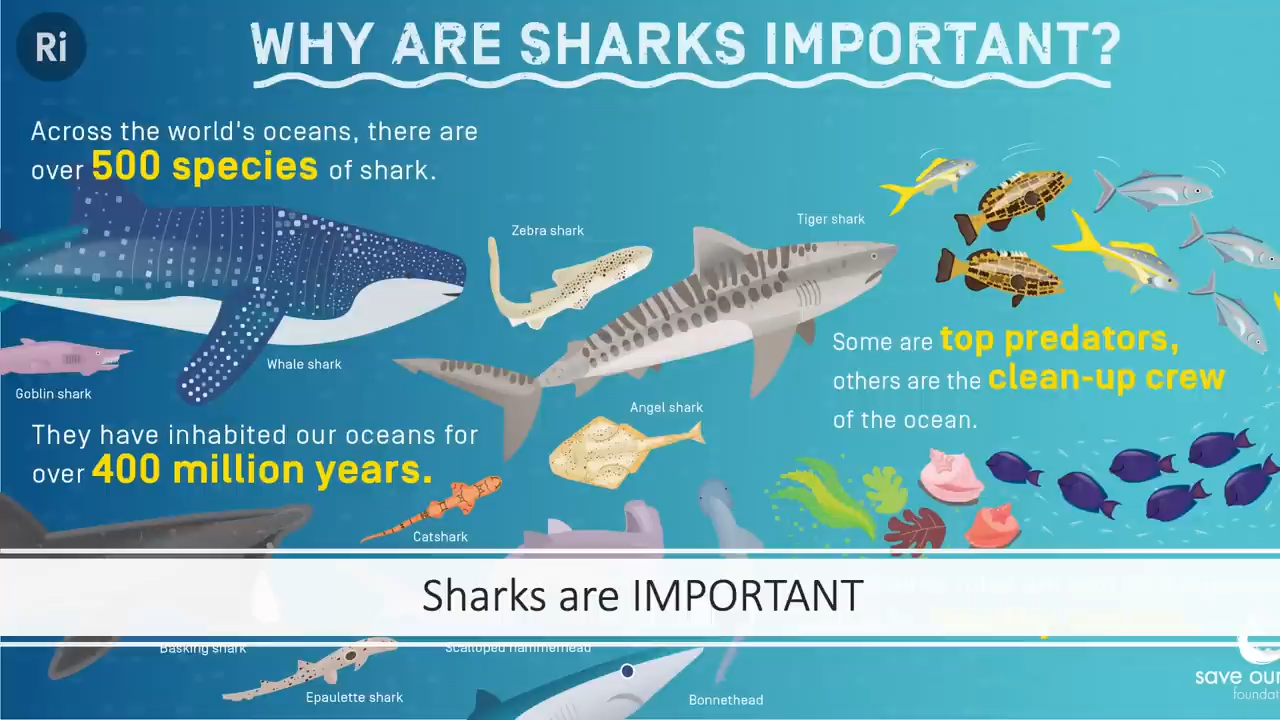 Ri
WHY ARE SHARKS IMPORTANT?
Across the world's oceans, there are
over 500 species of shark.
Zebra shark
Tiger shark
Whale shark
Goblin shark
Some are top predators,
others are the clean-up crew
of the ocean.
Angel shark
They have inhabited our oceans for
over 400 million years.
Catshark
Sharks are IMPORTANT
Basking shark
Scalloped hammerhead
Epaulette shark
Bonnethead
save our
foundat